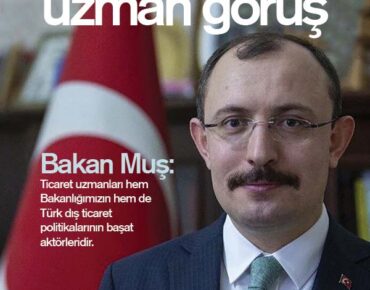 uzman görüş
Bakan Muş:
Ticaret uzmanları hem
Bakanlığımızın hem de
Türk dış ticaret
politikalarının başat
aktörleridir.